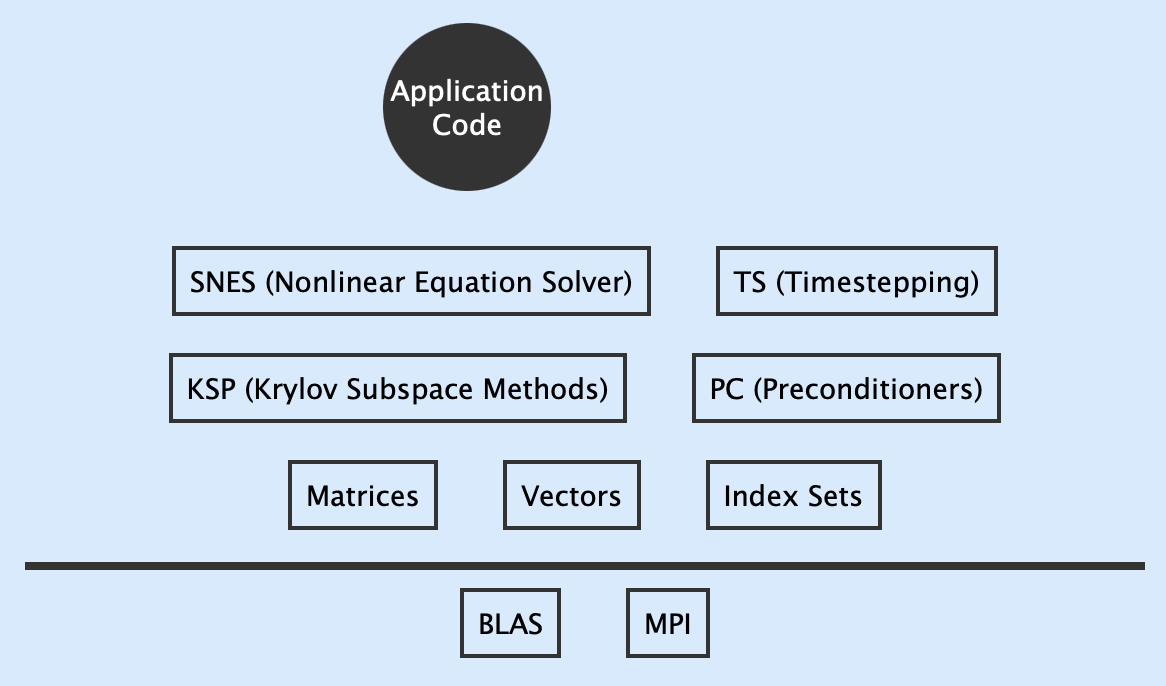 Application
Code
SNES (Nonlinear Equation Solver)
TS (Timestepping)
KSP (Krylov Subspace Methods)
PC (Preconditioners)
Matrices
Vectors
Index Sets
BLAS
MPI